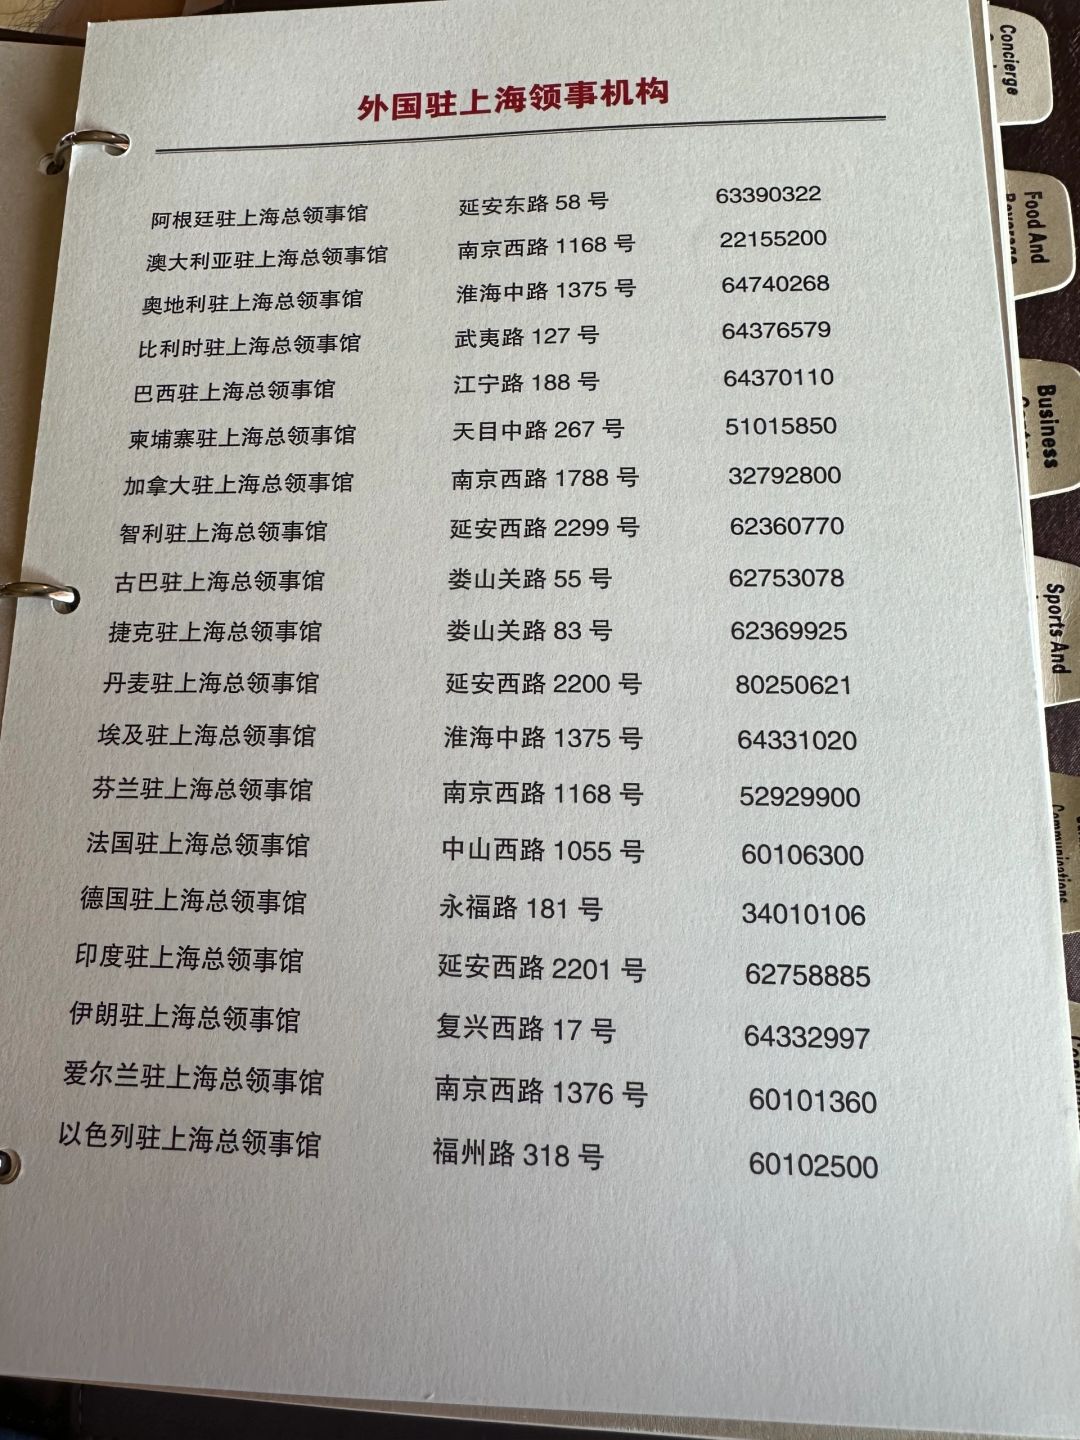 外国驻上海领事机构
阿根廷驻上海总领事馆 延安东路 58 号 63390322
澳大利亚驻上海总领事馆 南京西路 1168 号 22155200
奥地利驻上海总领事馆 淮海中路 1375 号 64740268
比利时驻上海总领事馆 武夷路 127 号 64376579
巴西驻上海总领事馆 江宁路 188 号 64370110
柬埔寨驻上海总领事馆 天目中路 267 号 51015850
加拿大驻上海总领事馆 南京西路 1788 号 32792800
智利驻上海总领事馆 延安西路 2299 号 62360770
古巴驻上海总领事馆 娄山关路 55 号 62753078
捷克驻上海总领事馆 娄山关路 83 号 62369925
丹麦驻上海总领事馆 延安西路 2200 号 80250621
埃及驻上海总领事馆 淮海中路 1375 号 64331020
芬兰驻上海总领事馆 南京西路 1168 号 52929900
法国驻上海总领事馆 中山西路 1055 号 60106300
德国驻上海总领事馆 永福路 181 号 34010106
印度驻上海总领事馆 延安西路 2201 号 62758885
伊朗驻上海总领事馆 复兴西路 17 号 64332997
爱尔兰驻上海总领事馆 南京西路 1376 号 60101360
以色列驻上海总领事馆 福州路 318 号 60102500
Concierge
Food And
Beverage
Business
Sports And
Communications